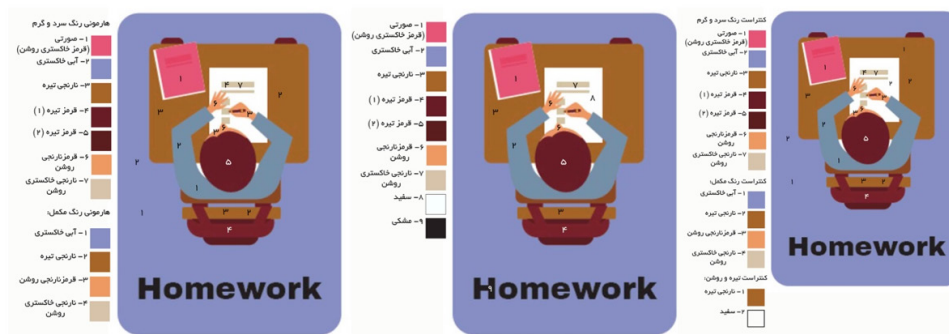 هارمونی رنگ سرد و گرم
۱- صورتی
(قرمز خاکستری روشن)
۲- آبی خاکستری
۳- نارنجی تیره
۴- قرمز تیره (۱)
۵- قرمز تیره (۲)
۶- قرمزنارنجی
روشن
۷- نارنجی خاکستری
روشن
هارمونی رنگ مکمل:
۱- آبی خاکستری
۲- نارنجی تیره
۳- قرمزنارنجی روشن
۴- نارنجی خاکستری
روشن
Homework
۱- صورتی
(قرمز خاکستری روشن)
۲- آبی خاکستری
۳- نارنجی تیره
۴- قرمز تیره (۱)
۵- قرمز تیره (۲)
۶- قرمزنارنجی
روشن
۷- نارنجی خاکستری
روشن
۸- سفید
۹- مشکی
Homework
کنتراست رنگ سرد و گرم
۱- صورتی
(قرمز خاکستری روشن)
۲- آبی خاکستری
۳- نارنجی تیره
۴- قرمز تیره (۱)
۵- قرمز تیره (۲)
۶- قرمزنارنجی
روشن
۷- نارنجی خاکستری
روشن
کنتراست رنگ مکمل:
۱- آبی خاکستری
۲- نارنجی تیره
۳- قرمزنارنجی روشن
۴- نارنجی خاکستری
روشن
کنتراست تیره و روشن:
۱- نارنجی تیره
۲- سفید
Homework